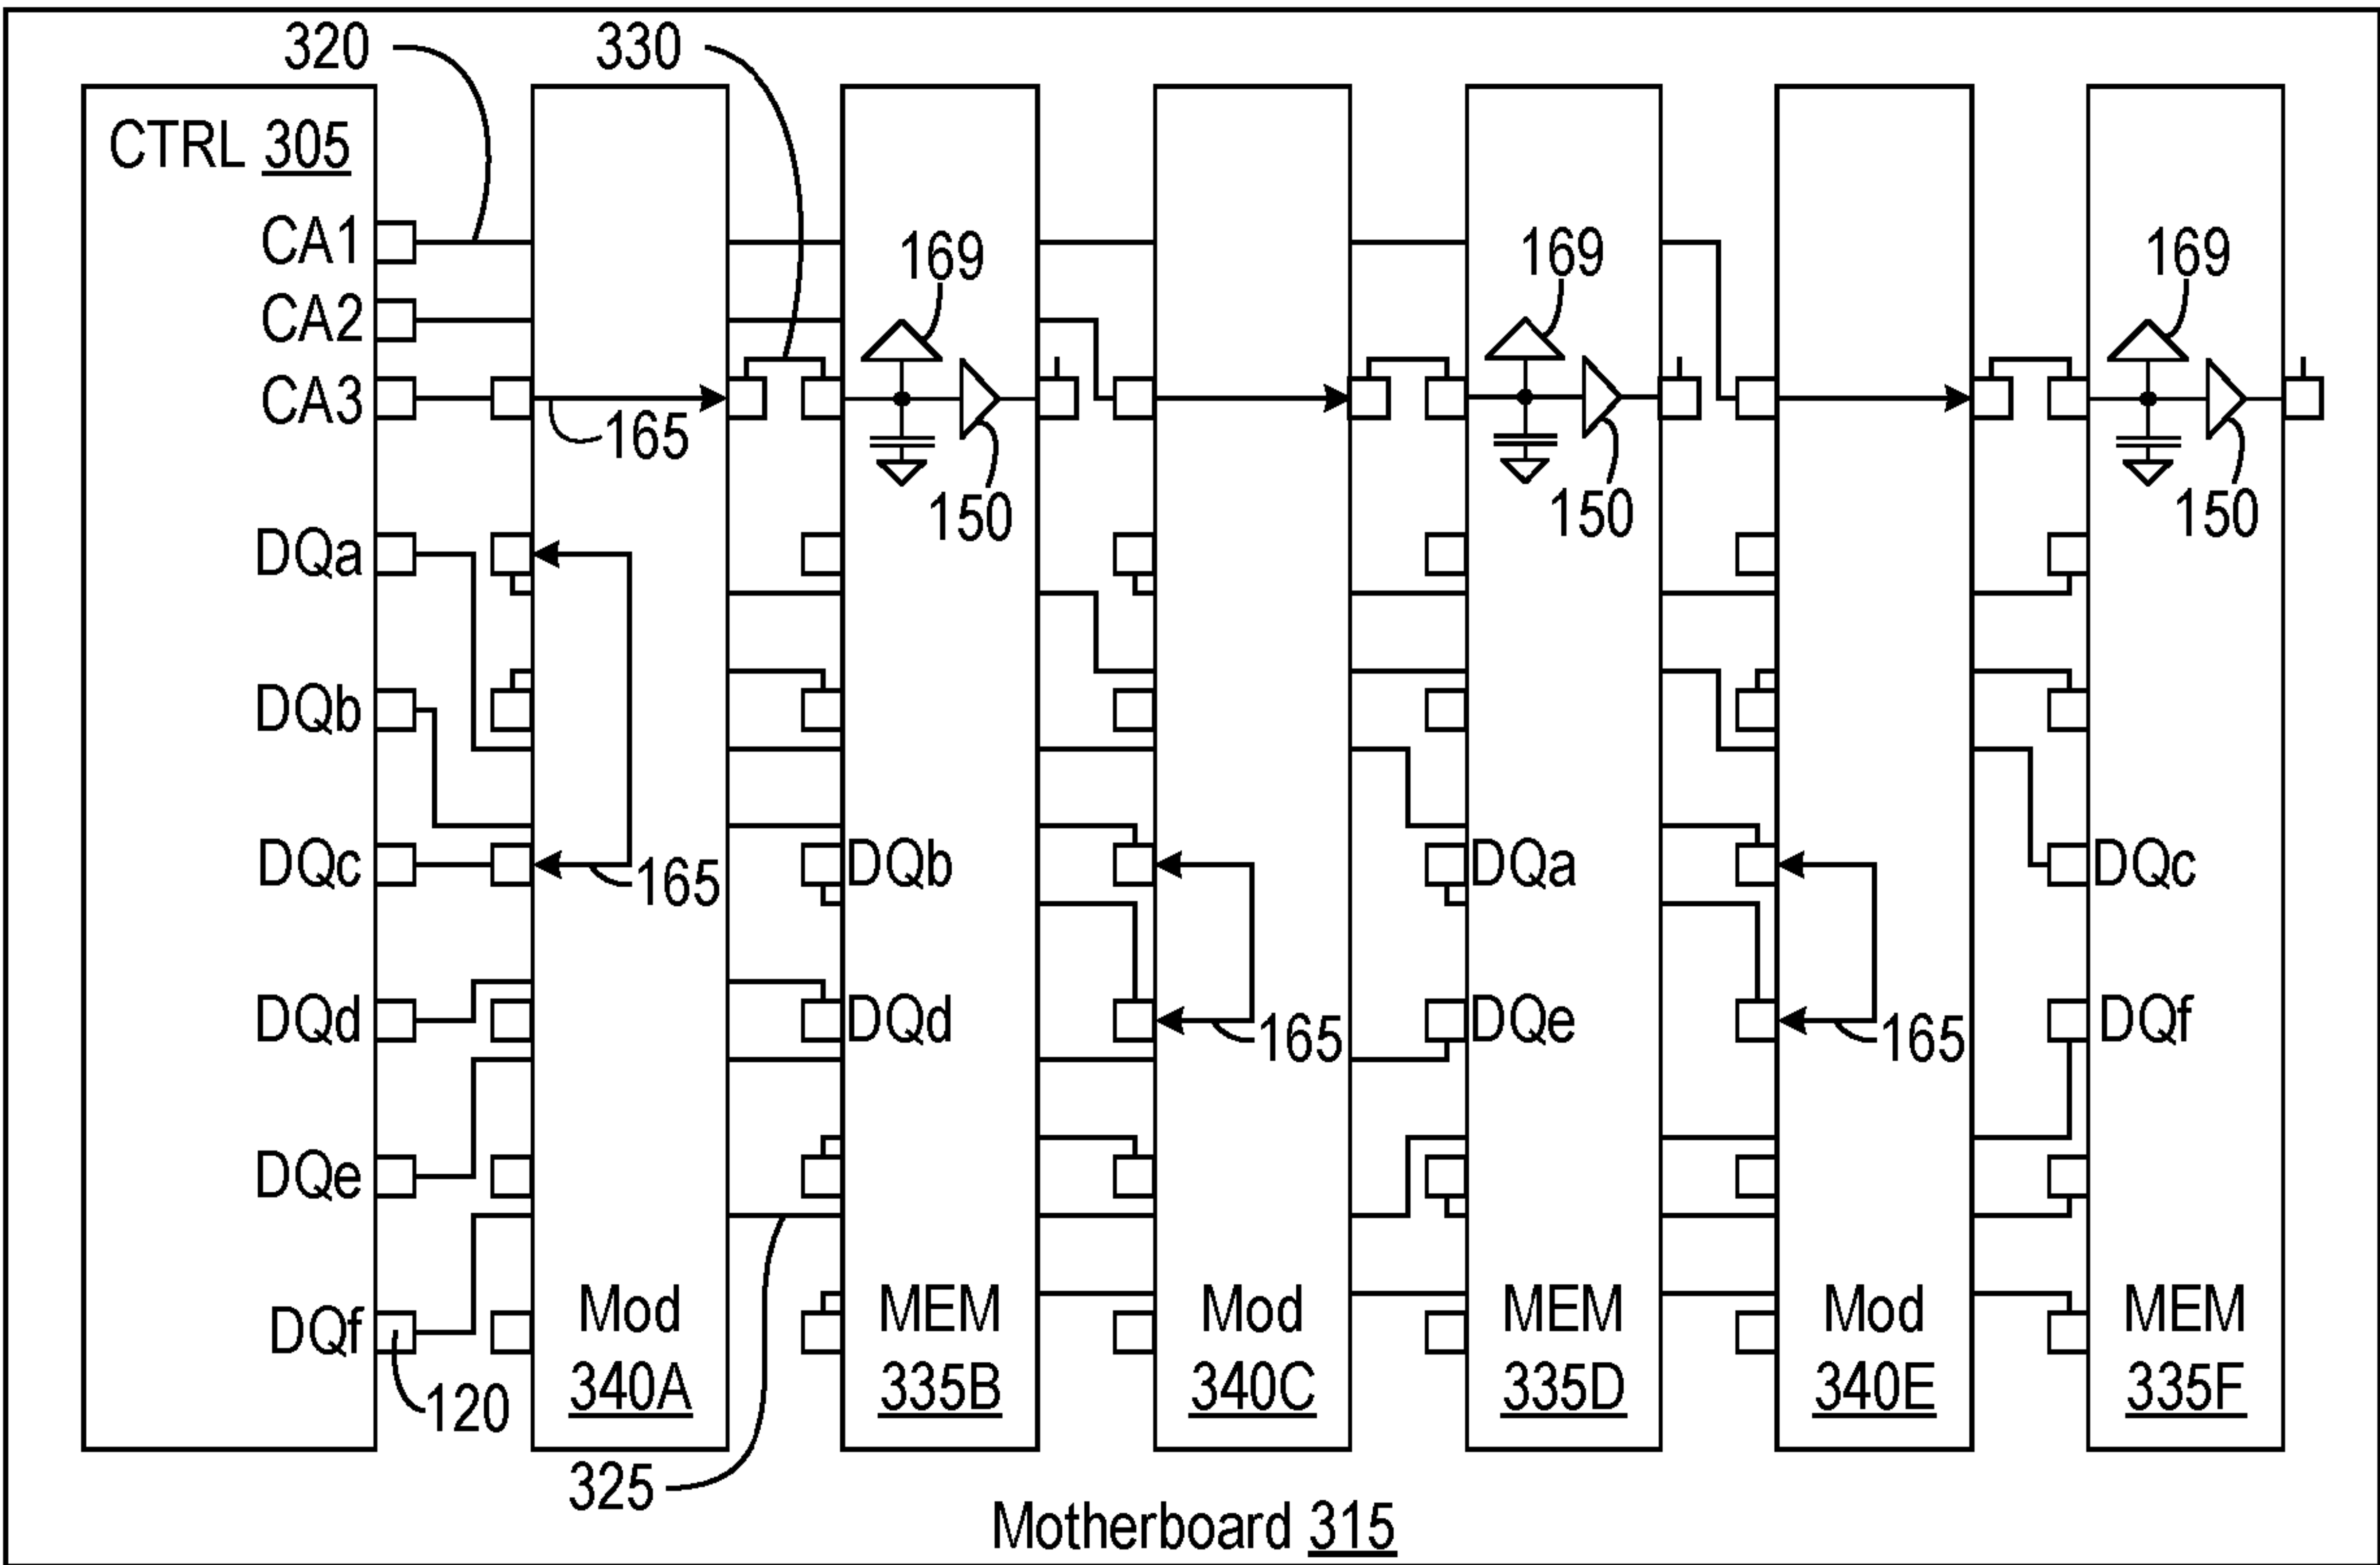 320
330
CTRL 305
CA1
169
169
169
CA2
CA3
165
150
150
150
DQa
DQb
DQc
165
DQb
DQa
DQc
DQd
DQd
165
DQe
165
DQf
DQe
DQf
120
Mod
340A
MEM
335B
Mod
340C
MEM
335D
Mod
340E
MEM
335F
325
Motherboard 315